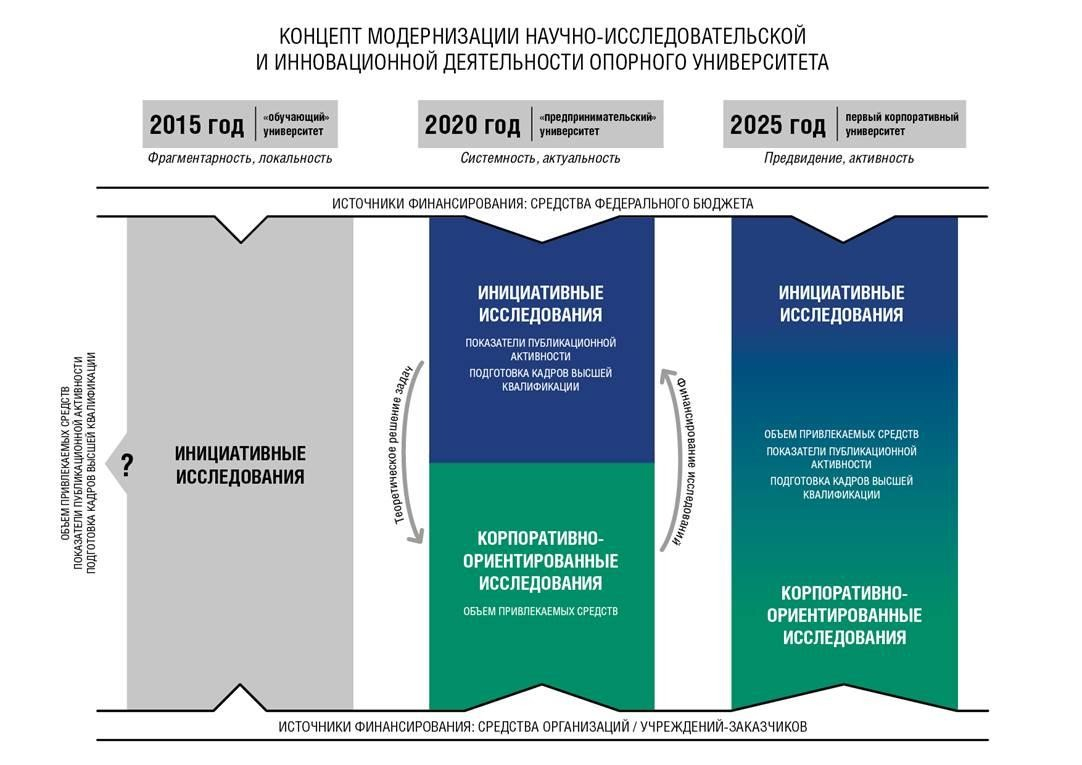 КОНЦЕПТ МОДЕРНИЗАЦИИ НАУЧНО-ИССЛЕДОВАТЕЛЬСКОЙ
И ИННОВАЦИОННОЙ ДЕЯТЕЛЬНОСТИ ОПОРНОГО УНИВЕРСИТЕТА
2015 год
«обучающий»
университет
Фрагментарность, локальность
2020 год
«предпринимательский»
университет
Системность, актуальность
2025 год
первый корпоративный
университет
Предвидение, активность
ИСТОЧНИКИ ФИНАНСИРОВАНИЯ: СРЕДСТВА ФЕДЕРАЛЬНОГО БЮДЖЕТА
ОБЪЕМ ПРИВЛЕКАЕМЫХ СРЕДСТВ
ПОКАЗАТЕЛИ ПУБЛИКАЦИОННОЙ АКТИВНОСТИ
ПОДГОТОВКА КАДРОВ ВЫСШЕЙ КВАЛИФИКАЦИИ
?
ИНИЦИАТИВНЫЕ
ИССЛЕДОВАНИЯ
Теоретическое решение задач
ИНИЦИАТИВНЫЕ
ИССЛЕДОВАНИЯ
ПОКАЗАТЕЛИ ПУБЛИКАЦИОННОЙ
АКТИВНОСТИ
ПОДГОТОВКА КАДРОВ ВЫСШЕЙ
КВАЛИФИКАЦИИ
КОРПОРАТИВНО-
ОРИЕНТИРОВАННЫЕ
ИССЛЕДОВАНИЯ
ОБЪЕМ ПРИВЛЕКАЕМЫХ СРЕДСТВ
Финансирование исследований
ИНИЦИАТИВНЫЕ
ИССЛЕДОВАНИЯ
ОБЪЕМ ПРИВЛЕКАЕМЫХ СРЕДСТВ
ПОКАЗАТЕЛИ ПУБЛИКАЦИОННОЙ
АКТИВНОСТИ
ПОДГОТОВКА КАДРОВ ВЫСШЕЙ
КВАЛИФИКАЦИИ
КОРПОРАТИВНО-
ОРИЕНТИРОВАННЫЕ
ИССЛЕДОВАНИЯ
ИСТОЧНИКИ ФИНАНСИРОВАНИЯ: СРЕДСТВА ОРГАНИЗАЦИЙ / УЧРЕЖДЕНИЙ-ЗАКАЗЧИКОВ